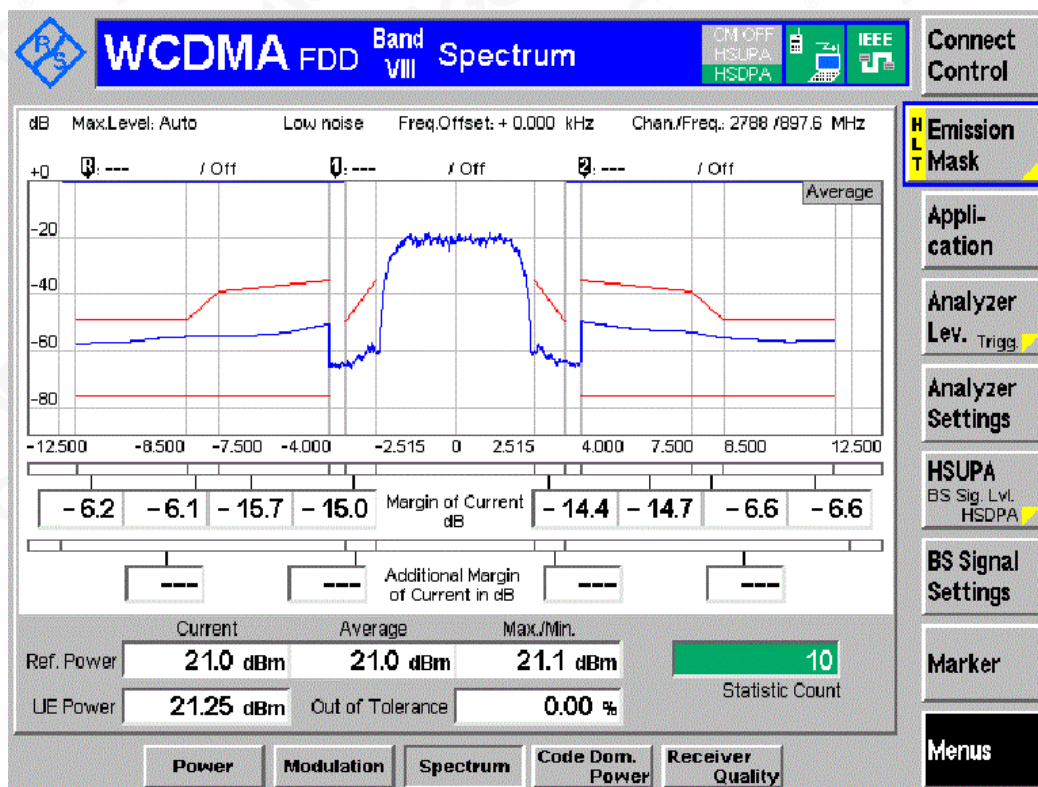 R S
WCDMA FDD Band VIII Spectrum
CM OFF
HSUPA
HSDPA
IEEE
dB Max.Level: Auto Low noise Freq.Offset: + 0.000 kHz Chan./Freq.: 2788 /897.6 MHz
R: --- / Off 1: --- / Off 2: --- / Off
Average
+0
-20
-40
-60
-80
-12.500 -8.500 -7.500 -4.000 -2.515 0 2.515 4.000 7.500 8.500 12.500
- 6.2 - 6.1 - 15.7 - 15.0 Margin of Current dB - 14.4 - 14.7 - 6.6 - 6.6
--- --- Additional Margin of Current in dB --- ---
Current Average Max./Min.
Ref. Power 21.0 dBm 21.0 dBm 21.1 dBm 10
Statistic Count
UE Power 21.25 dBm Out of Tolerance 0.00 %
Power Modulation Spectrum Code Dom. Power Receiver Quality
Connect
Control
HLT
Emission
Mask
Appli-
cation
Analyzer
Lev. Trigg.
Analyzer
Settings
HSUPA
BS Sig. Lvl.
HSDPA
BS Signal
Settings
Marker
Menus